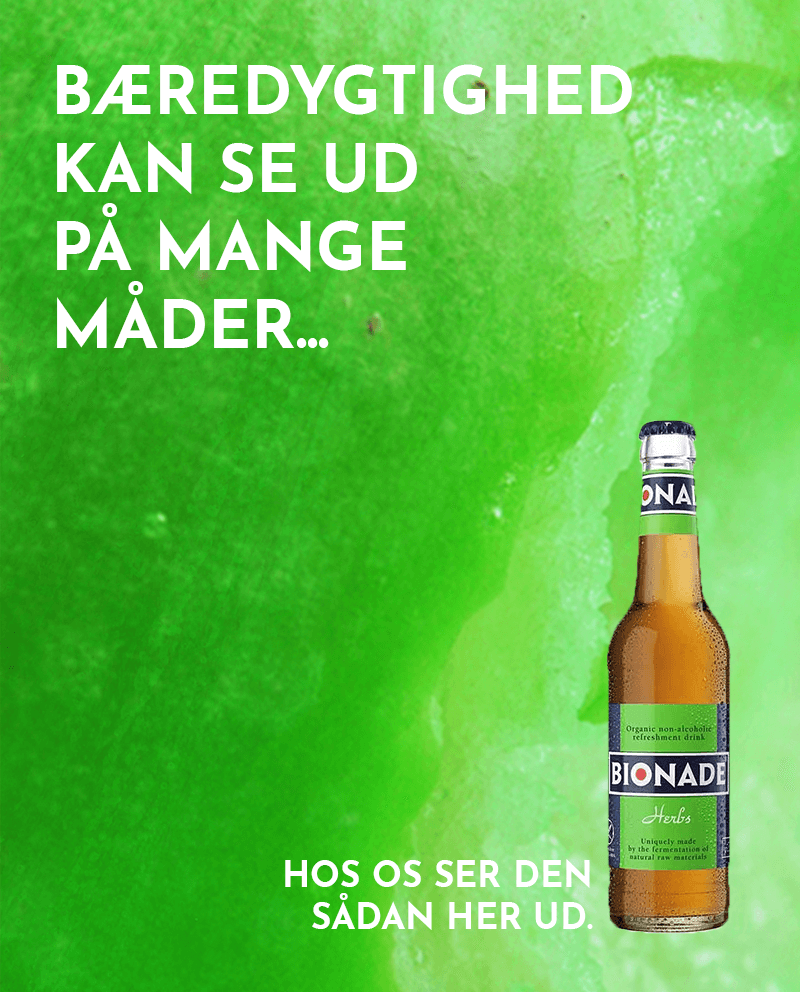 BÆREDYGTIGHED
KAN SE UD
PÅ MANGE
MÅDER...
ONA
Organic non-alcoholic
refreshment drink
BIONADE
Herbs
Uniquely made
by the fermentation of
natural raw materials
HOS OS SER DEN
SÅDAN HER UD.